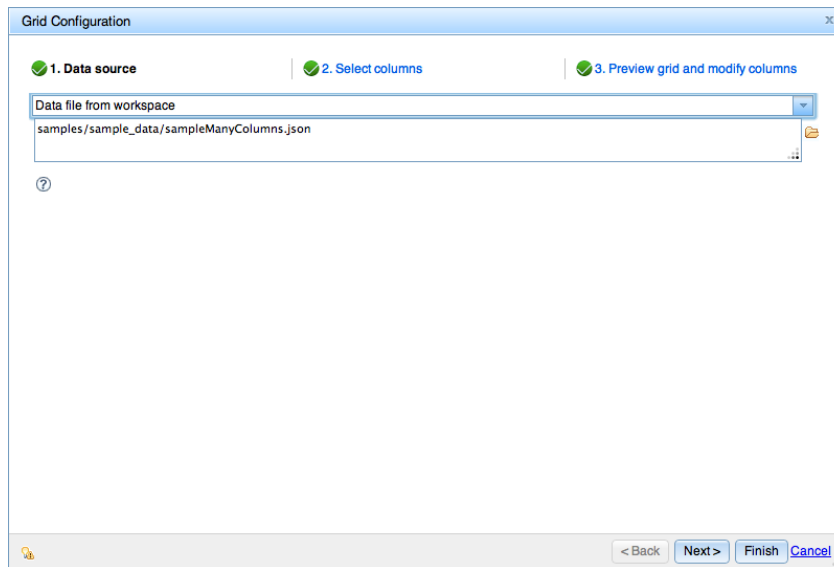 Grid Configuration
x
1. Data source
2. Select columns
3. Preview grid and modify columns
Data file from workspace
samples/sample_data/sampleManyColumns.json
?
< Back Next > Finish Cancel